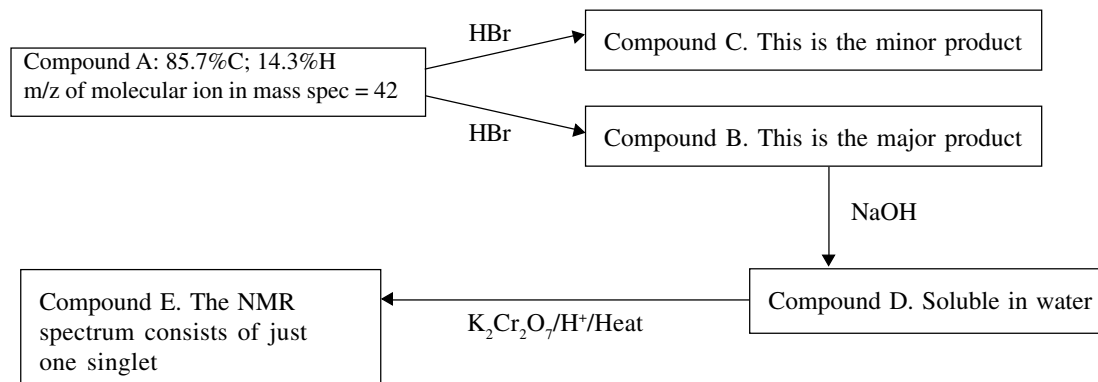 HBr
Compound C. This is the minor product
Compound A: 85.7%C; 14.3%H
m/z of molecular ion in mass spec = 42
HBr
Compound B. This is the major product
NaOH
Compound E. The NMR
spectrum consists of just
one singlet
K₂Cr₂O₇/H⁺/Heat
Compound D. Soluble in water